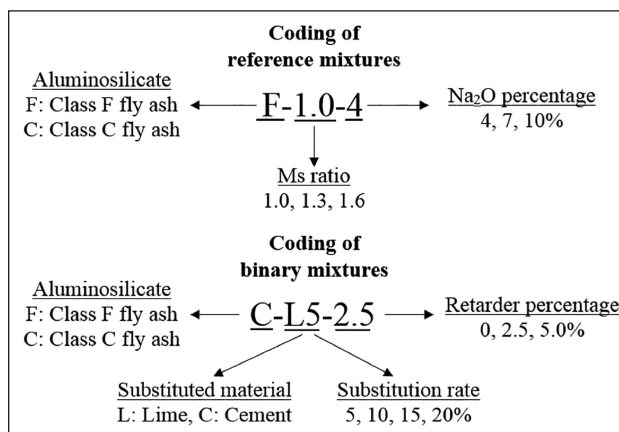 Coding of
reference mixtures
Aluminosilicate
F: Class F fly ash
C: Class C fly ash
F-1.0-4
Na₂O percentage
4, 7, 10%
Ms ratio
1.0, 1.3, 1.6
Coding of
binary mixtures
Aluminosilicate
F: Class F fly ash
C: Class C fly ash
C-L5-2.5
Retarder percentage
0, 2.5, 5.0%
Substituted material
L: Lime, C: Cement
Substitution rate
5, 10, 15, 20%